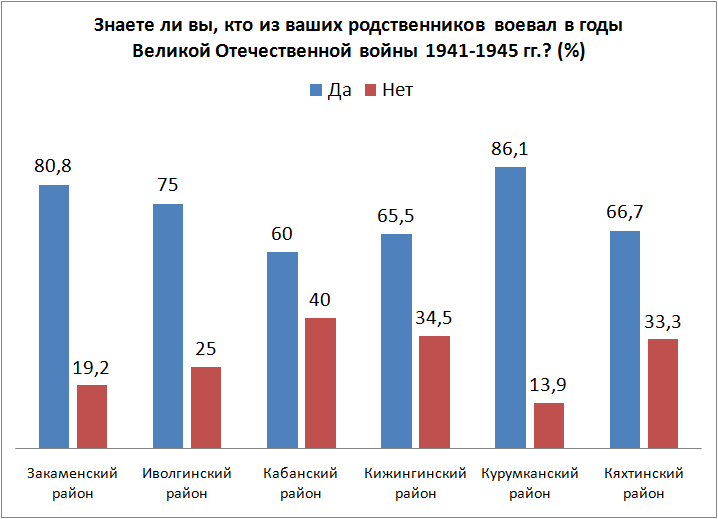 Знаете ли вы, кто из ваших родственников воевал в годы
Великой Отечественной войны 1941-1945 гг.? (%)
Да Нет
80,8
19,2
75
25
60
40
65,5
34,5
86,1
13,9
66,7
33,3
Закаменский
район
Иволгинский
район
Кабанский
район
Кижингинский
район
Курумканский
район
Кяхтинский
район